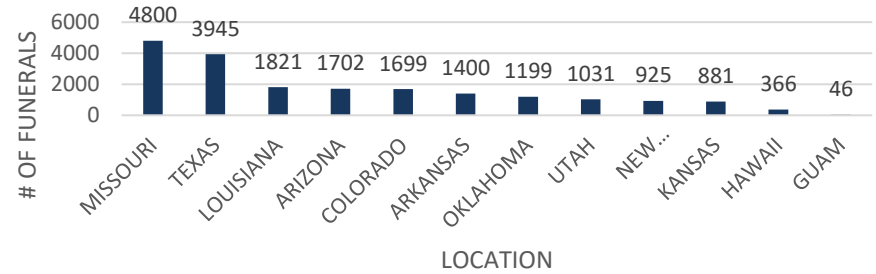 # OF FUNERALS
6000
4000
2000
0
4800
3945
1821
1702
1699
1400
1199
1031
925
881
366
46
MISSOURI
TEXAS
LOUISIANA
ARIZONA
COLORADO
ARKANSAS
OKLAHOMA
UTAH
NEW...
KANSAS
HAWAII
GUAM
LOCATION